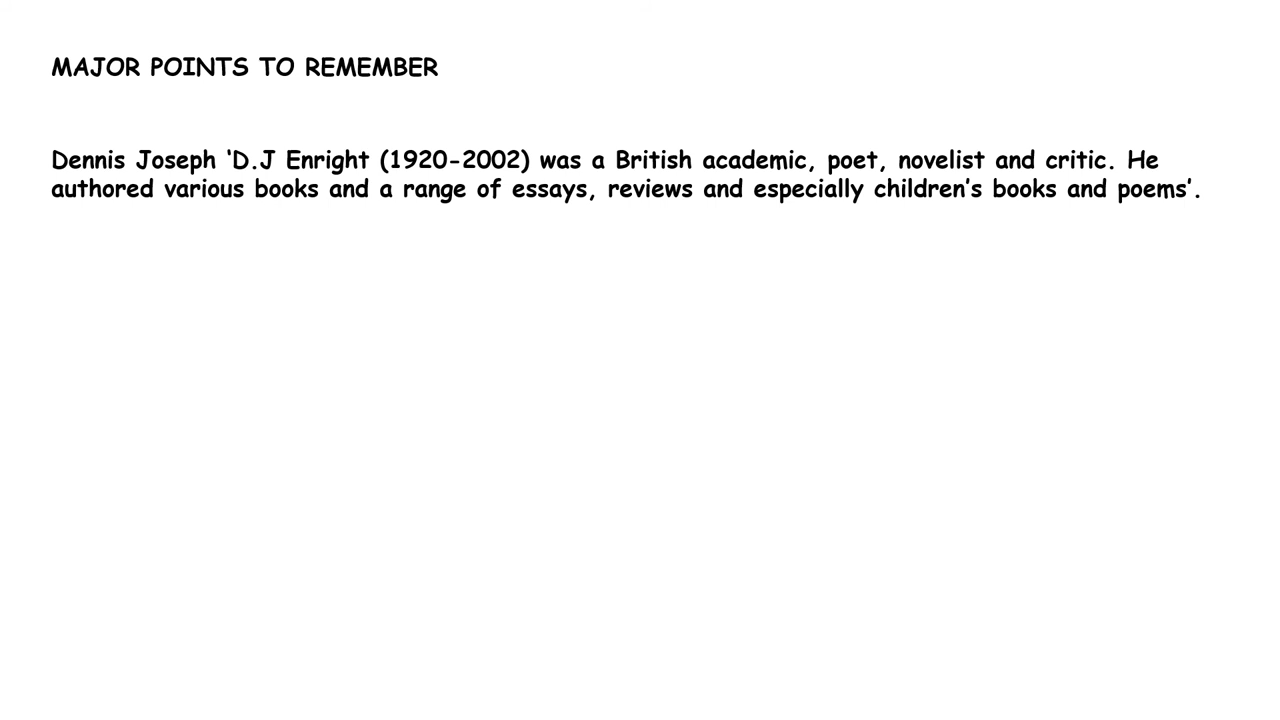 MAJOR POINTS TO REMEMBER
Dennis Joseph ‘D.J Enright (1920-2002) was a British academic, poet, novelist and critic. He
authored various books and a range of essays, reviews and especially children’s books and poems’.